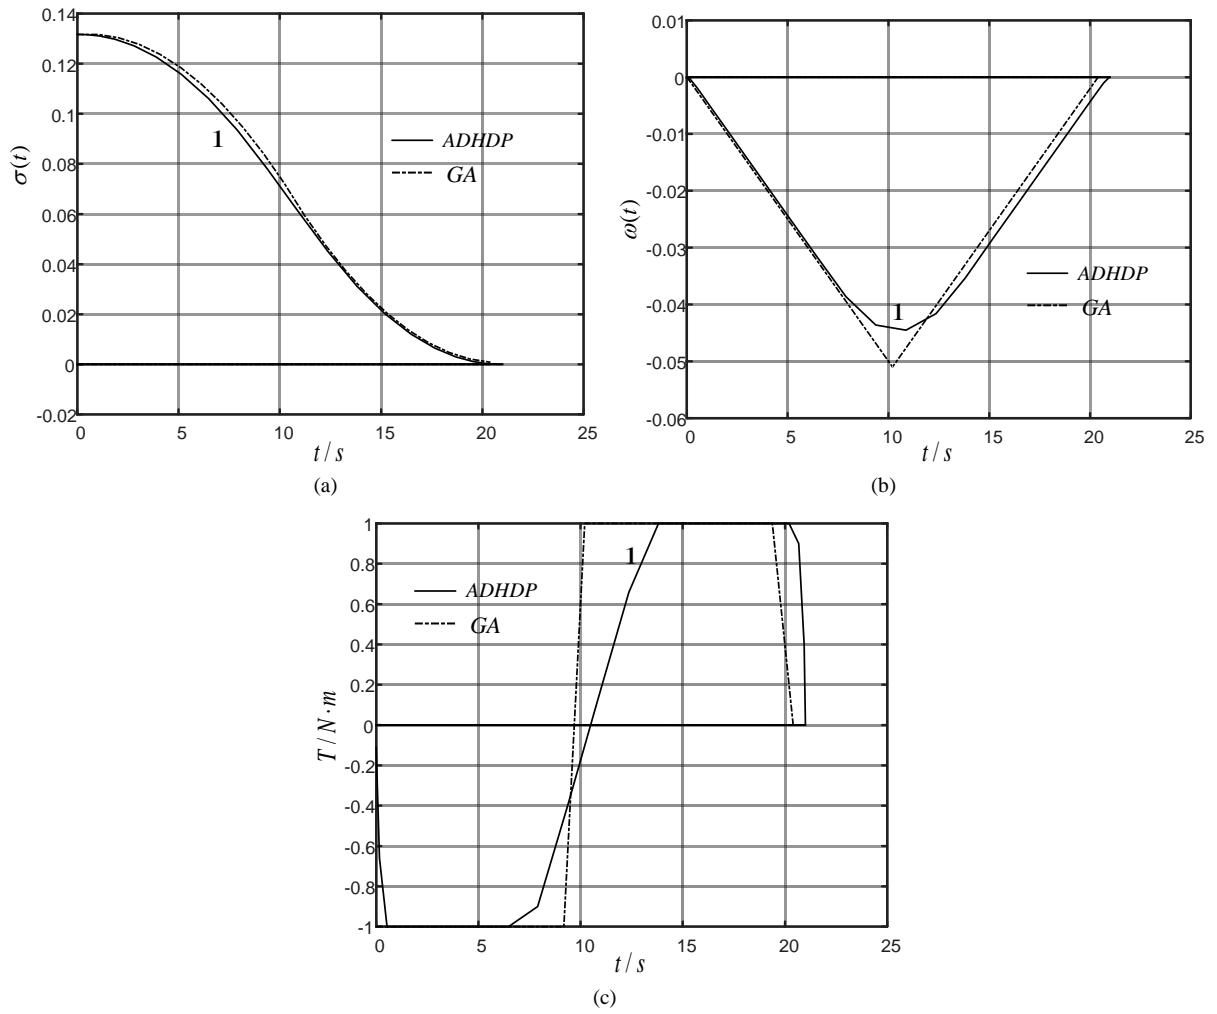 0.14
0.12
0.1
0.08
0.06
0.04
0.02
0
-0.02
σ(t)
1
ADHDP
GA
0 5 10 15 20 25
t / s
(a)
0.01
0
-0.01
-0.02
-0.03
-0.04
-0.05
-0.06
ω(t)
1
ADHDP
GA
0 5 10 15 20 25
t / s
(b)
1
0.8
0.6
0.4
0.2
0
-0.2
-0.4
-0.6
-0.8
-1
T / N · m
1
ADHDP
GA
0 5 10 15 20 25
t / s
(c)